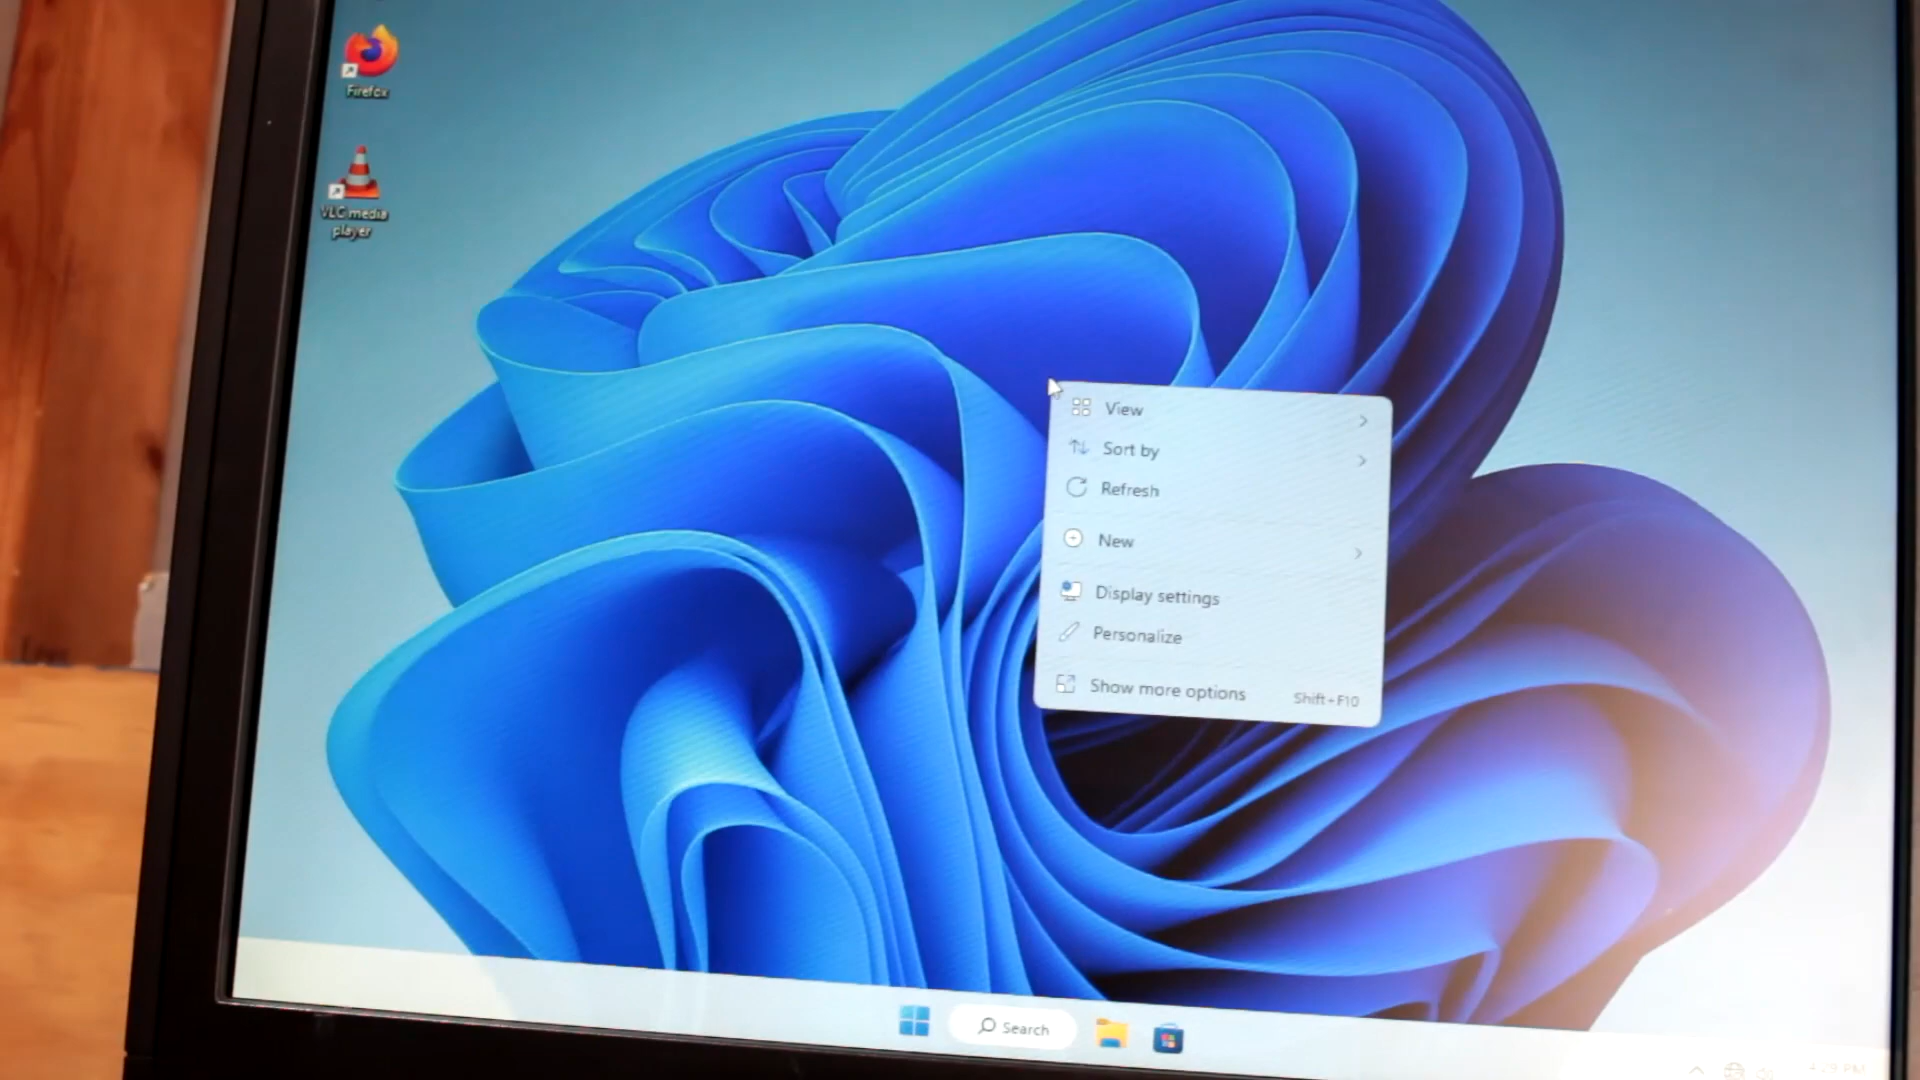 Firefox
VLC media
player
View
Sort by
Refresh
New
Display settings
Personalize
Show more options Shift+F10
Search